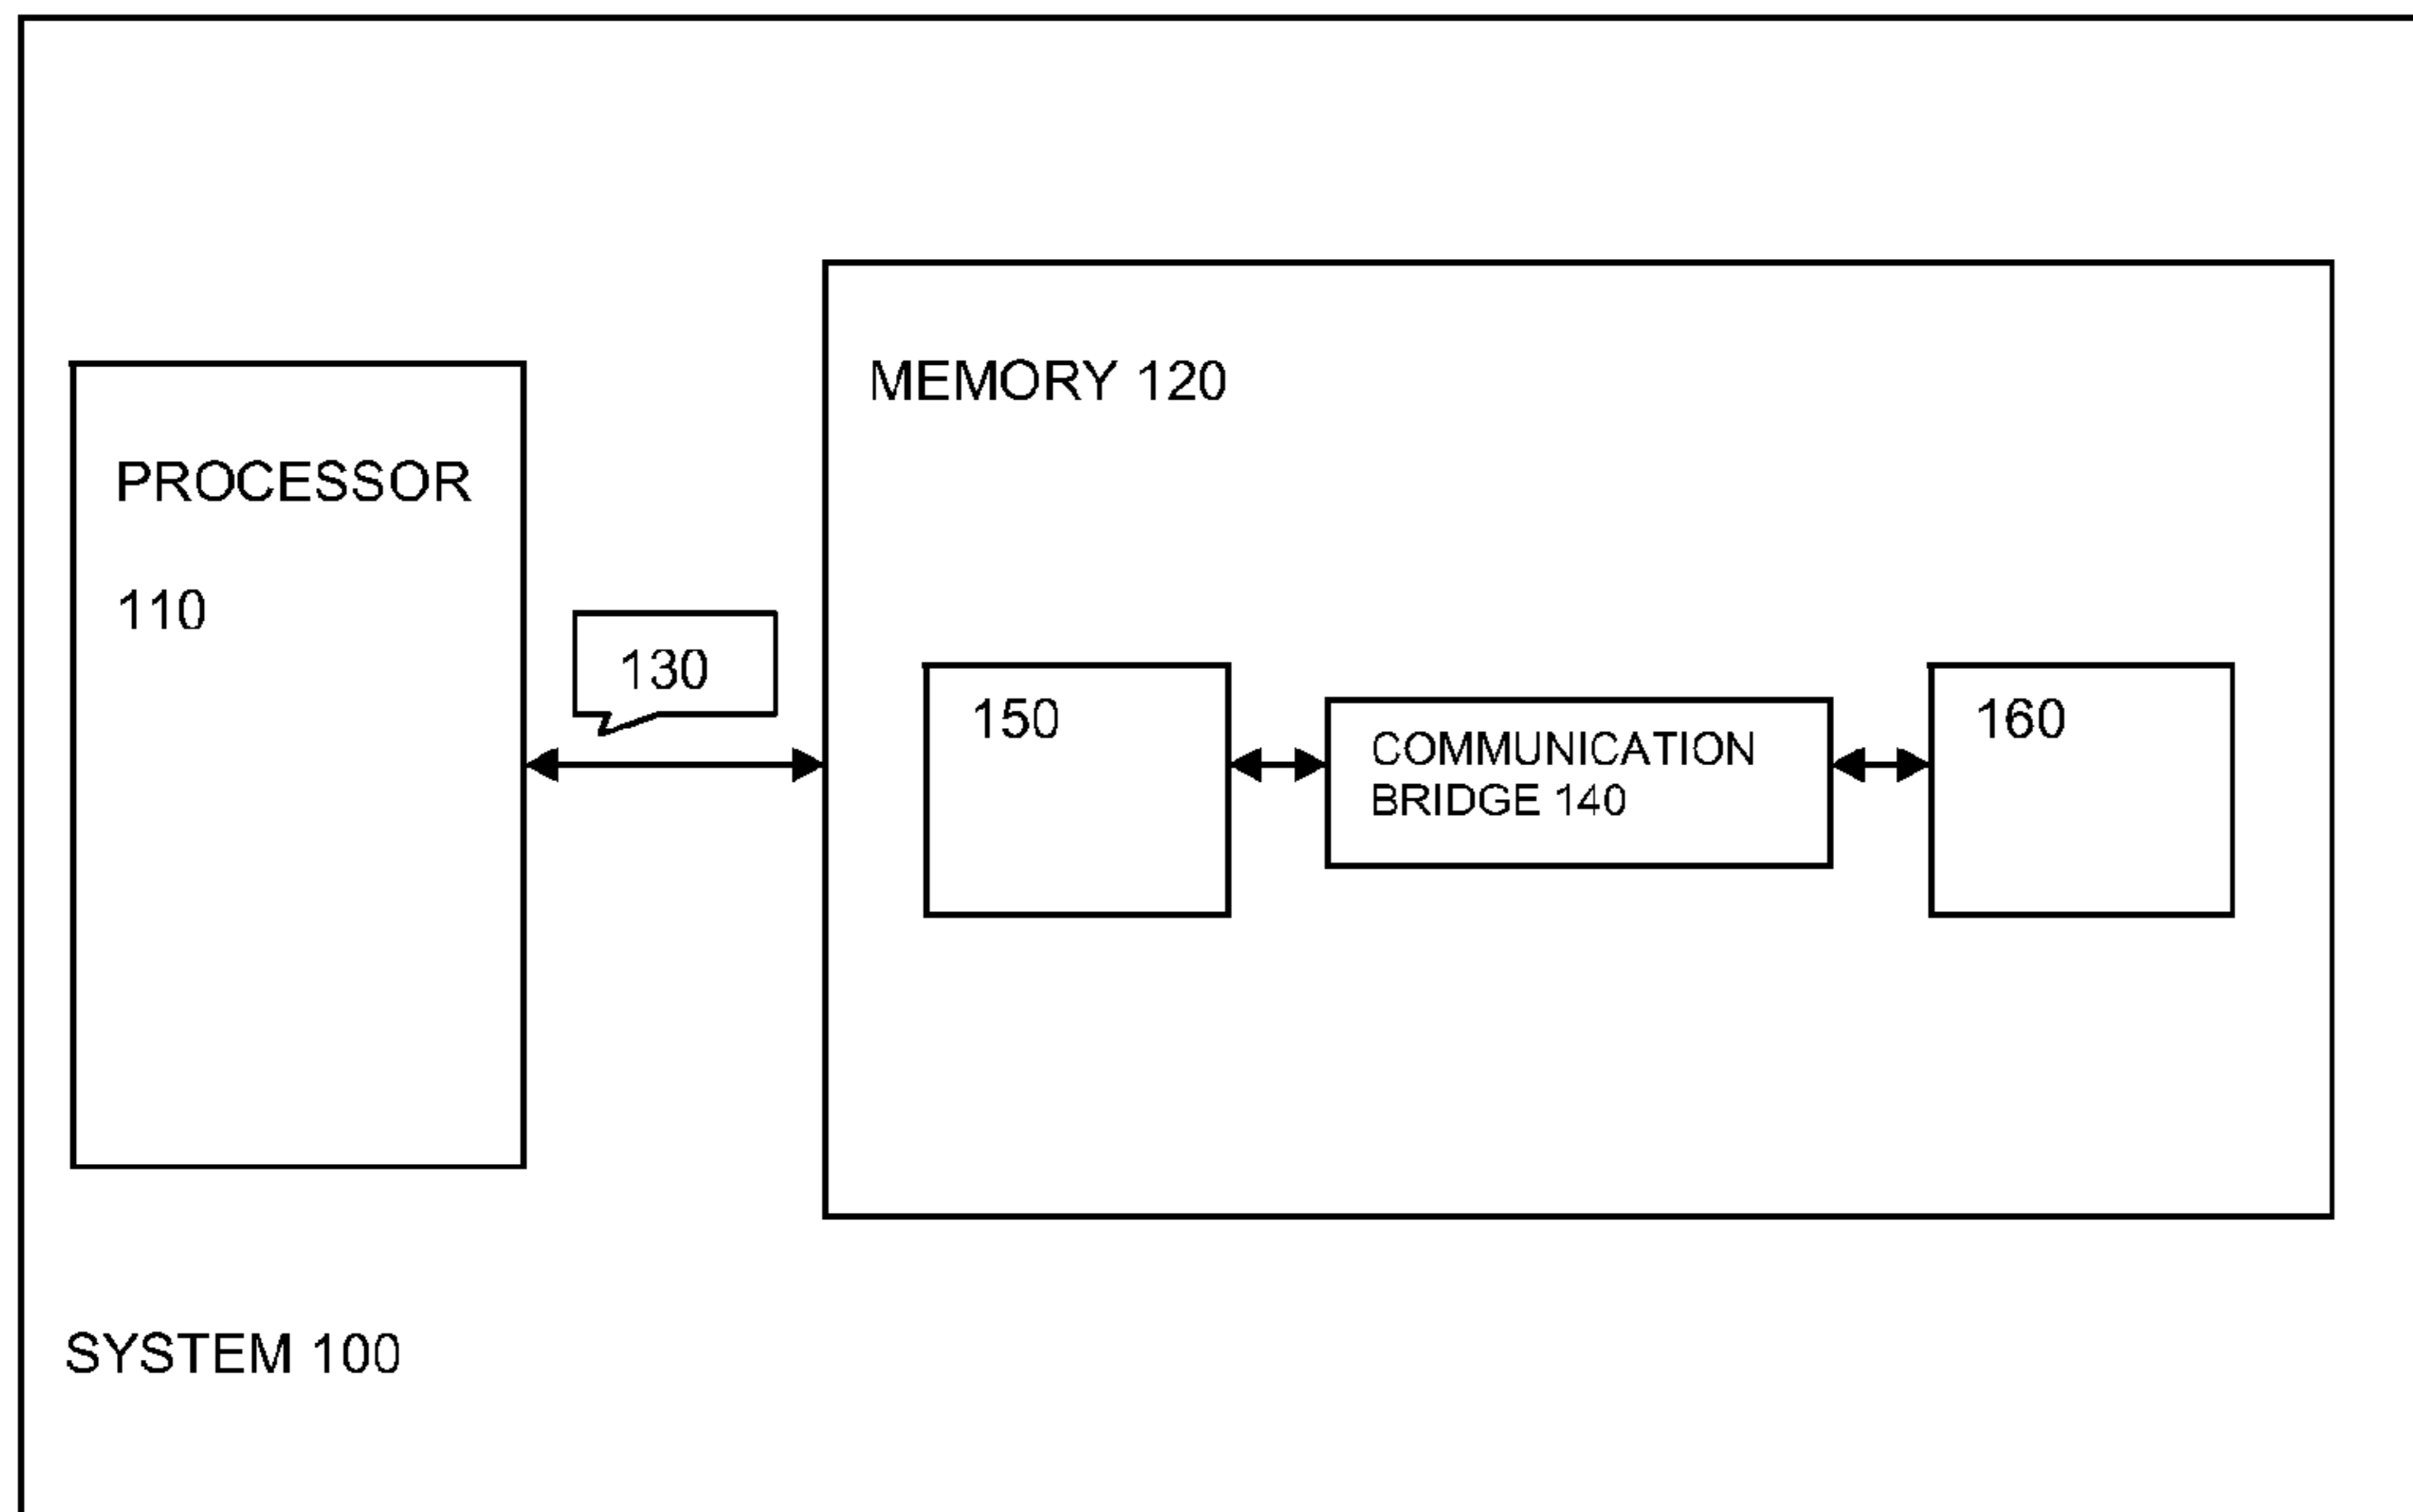 MEMORY 120
PROCESSOR
110
130
150
COMMUNICATION
BRIDGE 140
160
SYSTEM 100